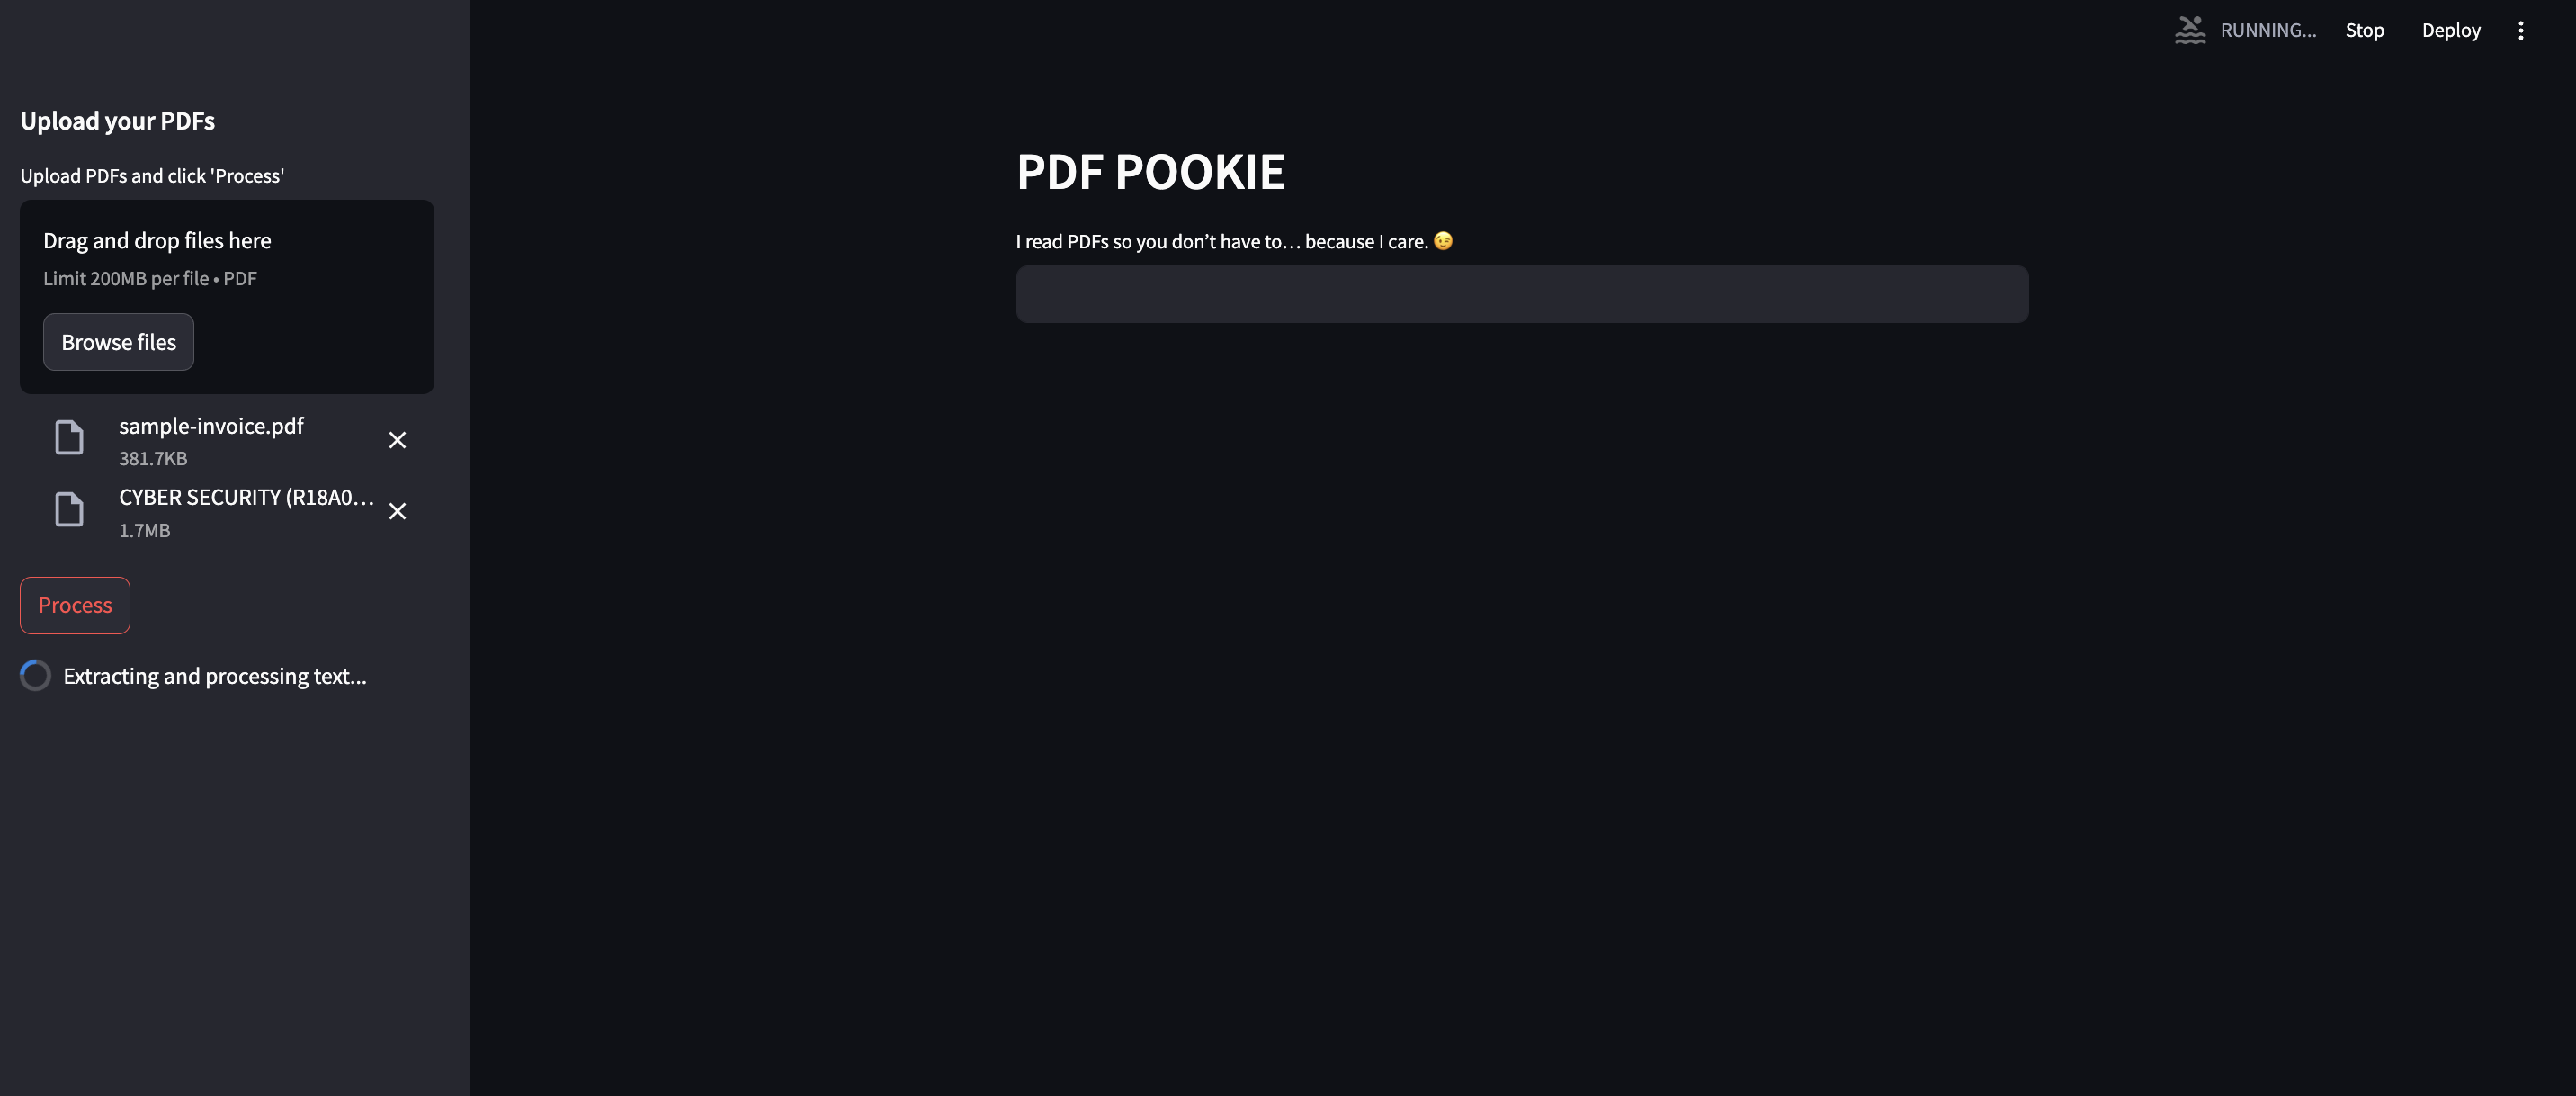 RUNNING...
Stop
Deploy
Upload your PDFs
Upload PDFs and click 'Process'
Drag and drop files here
Limit 200MB per file • PDF
Browse files
sample-invoice.pdf
381.7KB
CYBER SECURITY (R18A0...
1.7MB
Process
Extracting and processing text...
PDF POOKIE
I read PDFs so you don’t have to… because I care. 😉